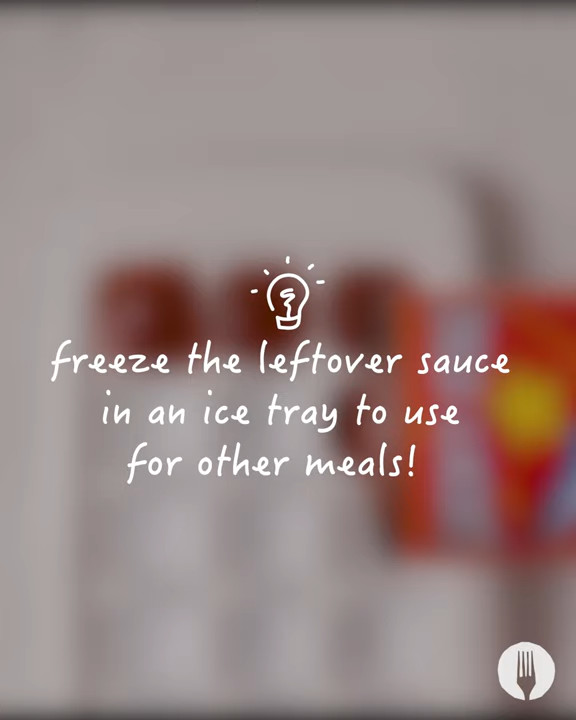 freeze the leftover sauce
in an ice tray to use
for other meals!